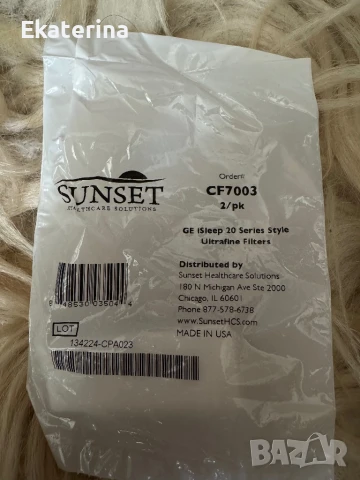 Ekaterina
SUNSET
HEALTHCARE SOLUTIONS
Order#
CF7003
2/pk
GE iSleep 20 Series Style
Ultrafine Filters
Distributed by
Sunset Healthcare Solutions
180 N Michigan Ave Ste 2000
Chicago, IL 60601
Phone 877-578-6738
www.SunsetHCS.com
MADE IN USA
LOT
134224-CPA023
BAZAR